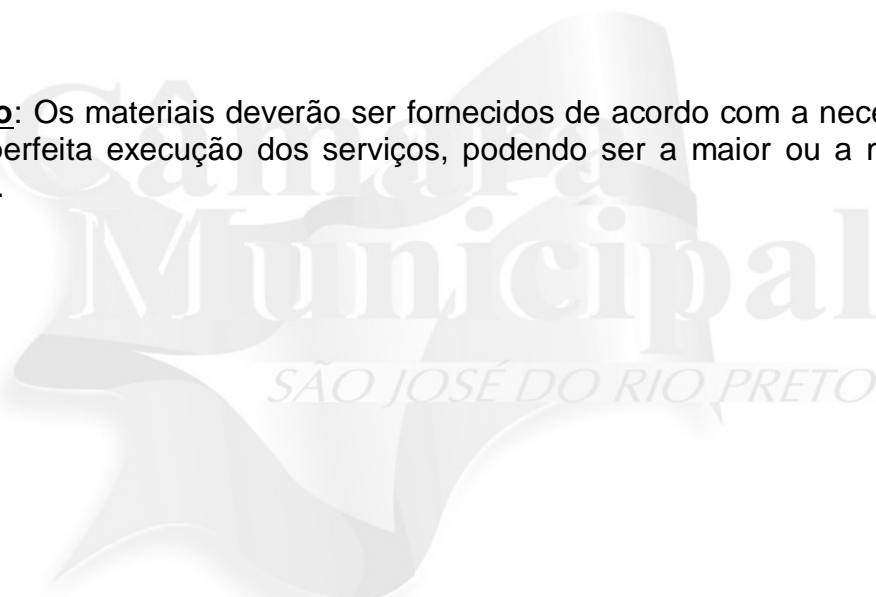 o: Os materiais deverão ser fornecidos de acordo com a nece
perfeita execução dos serviços, podendo ser a maior ou a
.
Câmara
Municipal
SÃO JOSÉ DO RIO PRETO